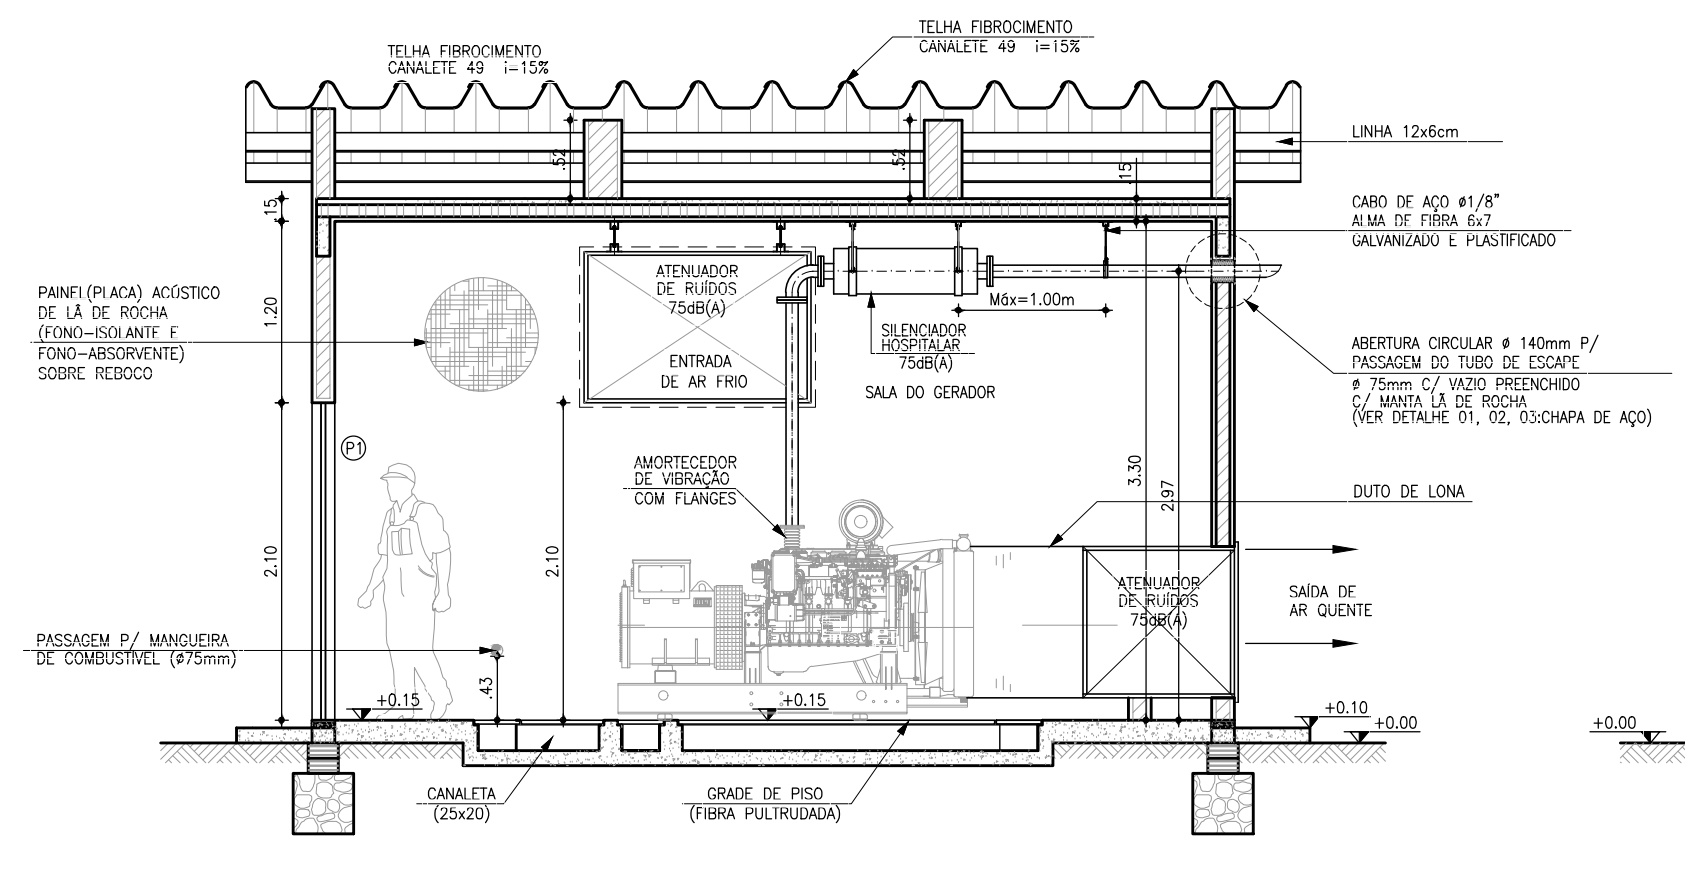 TELHA FIBROCIMENTO
CANALETE 49 i=15%
TELHA FIBROCIMENTO
CANALETE 49 i=15%
LINHA 12x6cm
.52
.52
.15
.15
CABO DE AÇO ø1/8"
ALMA DE FIBRA 6x7
GALVANIZADO E PLASTIFICADO
PAINEL(PLACA) ACÚSTICO
DE LÃ DE ROCHA
(FONO-ISOLANTE E
FONO-ABSORVENTE)
SOBRE REBOCO
1.20
ATENUADOR
DE RUÍDOS
75dB(A)
ENTRADA
DE AR FRIO
Máx=1.00m
SILENCIADOR
HOSPITALAR
75dB(A)
SALA DO GERADOR
ABERTURA CIRCULAR ø 140mm P/
PASSAGEM DO TUBO DE ESCAPE
ø 75mm C/ VAZIO PREENCHIDO
C/ MANTA LÃ DE ROCHA
(VER DETALHE 01, 02, 03:CHAPA DE AÇO)
P1
AMORTECEDOR
DE VIBRAÇÃO
COM FLANGES
3.30
2.97
DUTO DE LONA
2.10
2.10
ATENUADOR
DE RUÍDOS
75dB(A)
SAÍDA DE
AR QUENTE
PASSAGEM P/ MANGUEIRA
DE COMBUSTÍVEL (ø75mm)
.43
+0.15
+0.15
+0.10
+0.00
+0.00
CANALETA
(25x20)
GRADE DE PISO
(FIBRA PULTRUDADA)